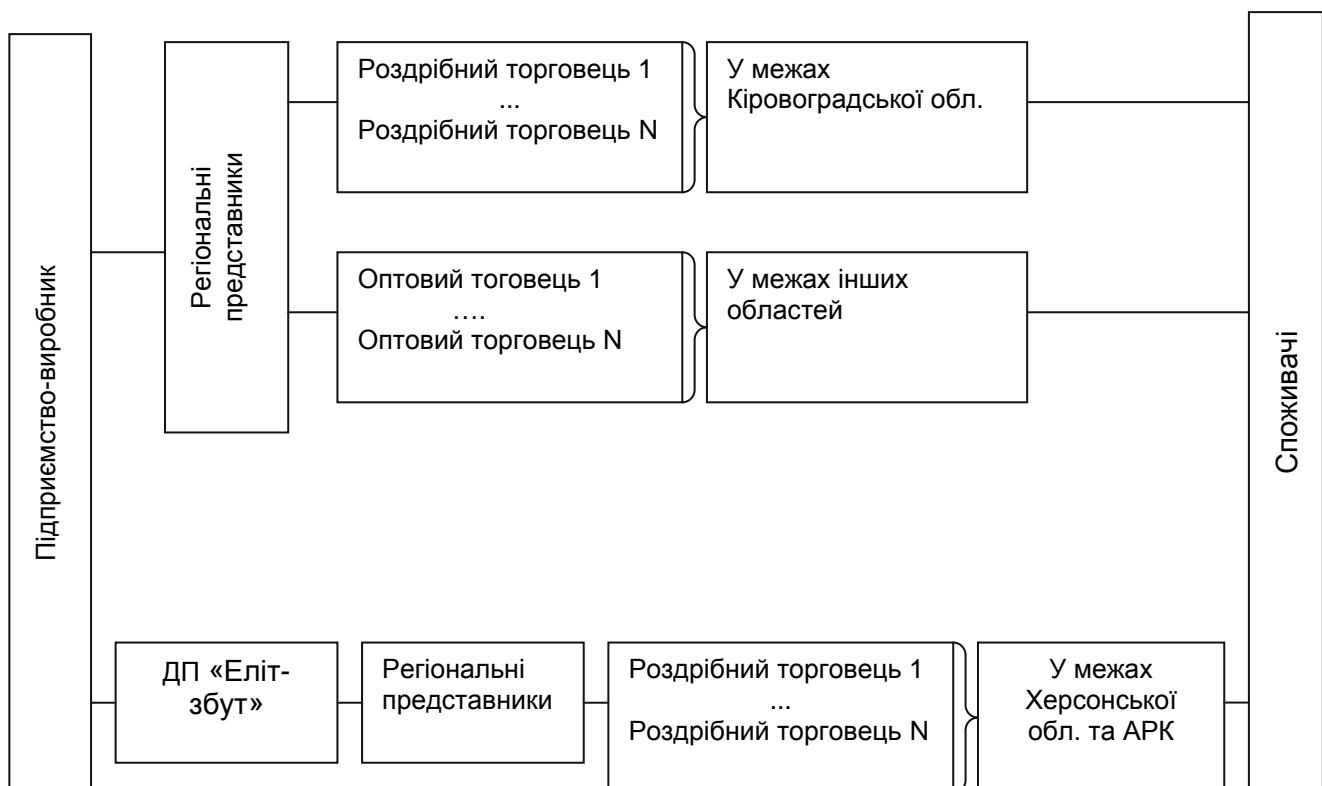 Підприємство-виробник
Регіональні
представники
Роздрібний торговець 1
...
Роздрібний торговець N
У межах
Кіровоградської обл.
Оптовий тоговець 1
….
Оптовий торговець N
У межах інших
областей
ДП «Еліт-
збут»
Регіональні
представники
Роздрібний торговець 1
...
Роздрібний торговець N
У межах
Херсонської
обл. та АРК
Споживачі